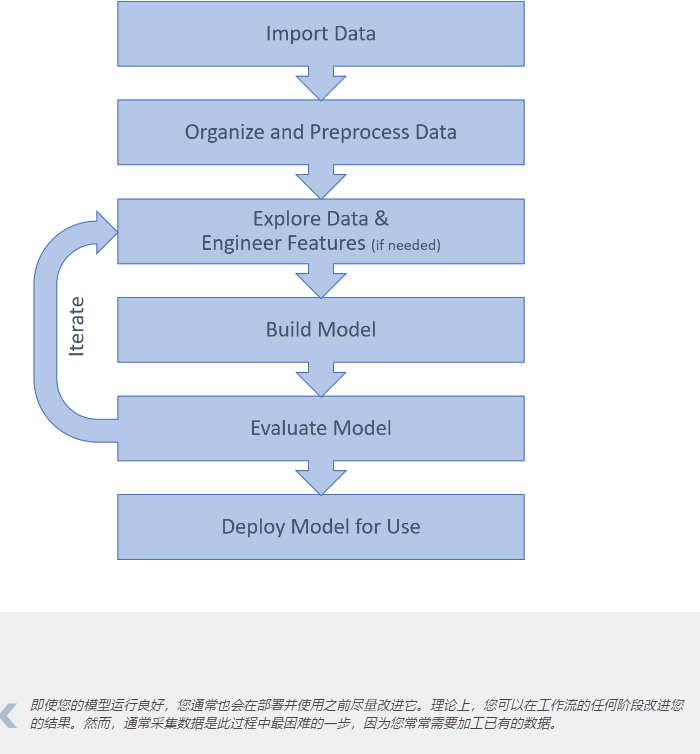 Import Data
Organize and Preprocess Data
Explore Data &
Engineer Features (if needed)
Iterate
Build Model
Evaluate Model
Deploy Model for Use
即使您的模型运行良好，您通常也会在部署并使用之前尽量改进它。理论上，您可以在工作流的任何阶段改进您
的结果。然而，通常采集数据是此过程中最困难的一步，因为您常常需要加工已有的数据。